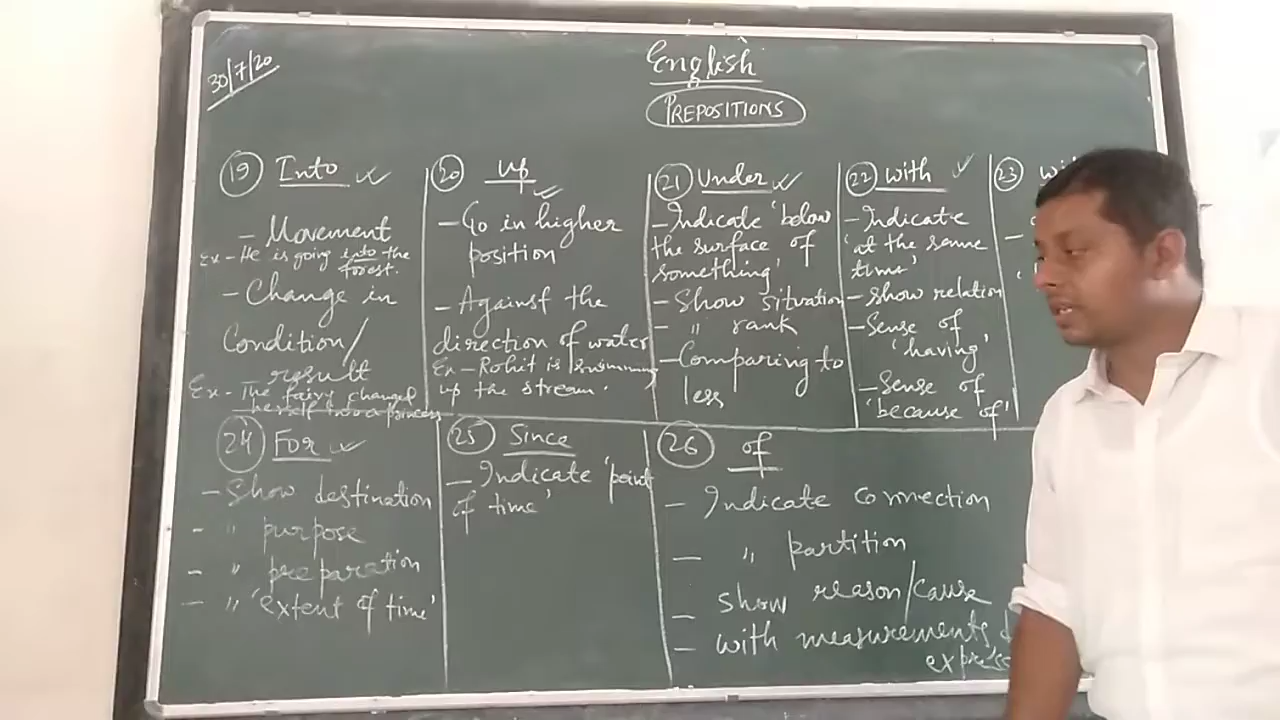 30/7/20
English
PREPOSITIONS
19 Into
- Movement
Ex - He is going into the
forest.
- Change in
Condition/
result
Ex - The fairy changed
herself into a princess
20 up
- Go in higher
position
- Against the
direction of water
Ex - Rohit is swimming
up the stream.
21 Under
- Indicate 'below
the surface of
something'
- Show situation
- " rank
- Comparing to
less
22 with
- Indicate
'at the same
time'
- show relation
- Sense of
'having'
- Sense of
'because of'
23
24 For
- Show destination
- " purpose
- " preparation
- " 'extent of time'
25 Since
- Indicate 'point
of time'
26 of
- Indicate connection
- " partition
- show reason/cause
- with measurements